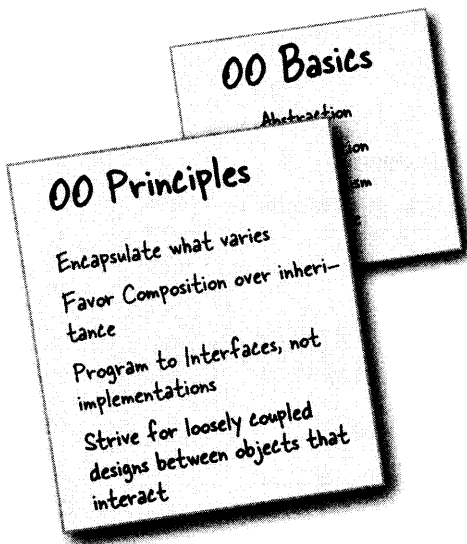 OO Basics
Abstraction
OO Principles
Encapsulate what varies
Favor Composition over inheri-
tance
Program to Interfaces, not
implementations
Strive for loosely coupled
designs between objects that
interact